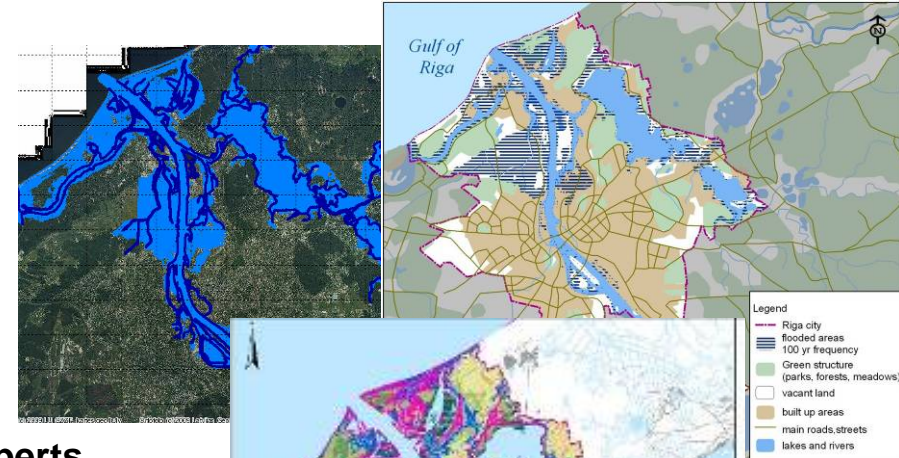 Gulf of
Riga
N
Legend
Riga city
flooded areas
100 yr frequency
Green structure
(parks, forests, meadows)
vacant land
built up areas
main roads,streets
lakes and rivers
perts